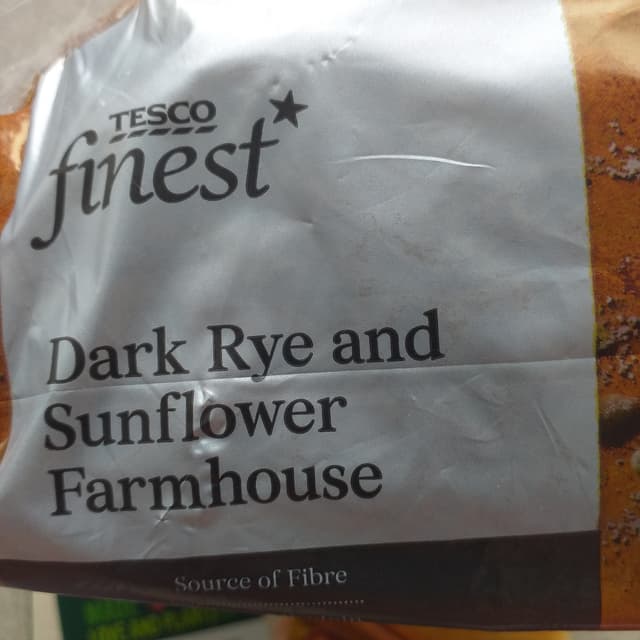 TESCO
finest*
Dark Rye and
Sunflower
Farmhouse
Source of Fibre